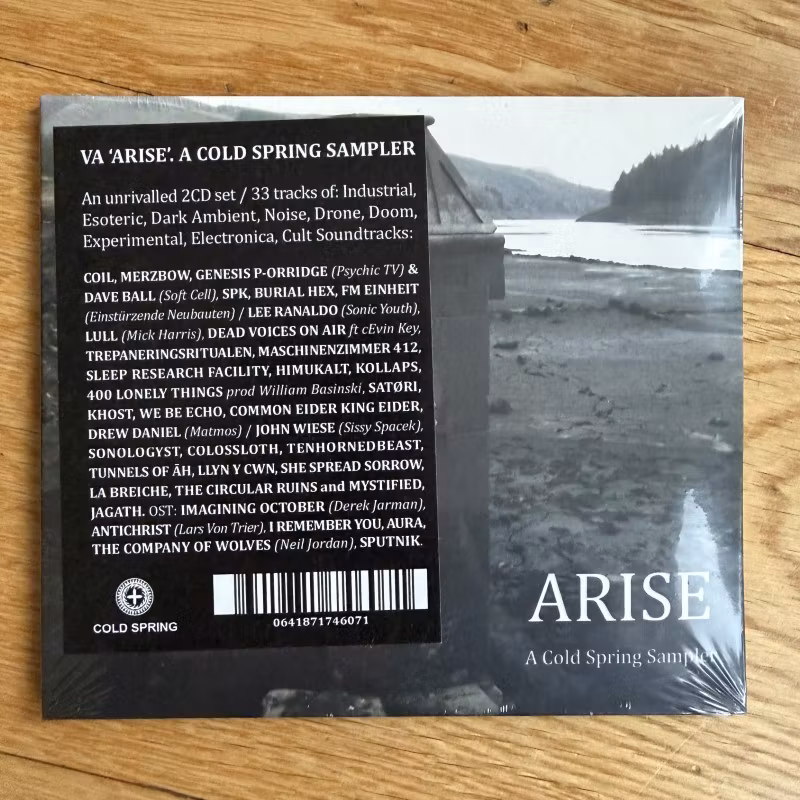 VA ‘ARISE’. A COLD SPRING SAMPLER
An unrivalled 2CD set / 33 tracks of: Industrial,
Esoteric, Dark Ambient, Noise, Drone, Doom,
Experimental, Electronica, Cult Soundtracks:
COIL, MERZBOW, GENESIS P-ORRIDGE (Psychic TV) &
DAVE BALL (Soft Cell), SPK, BURIAL HEX, FM EINHEIT
(Einstürzende Neubauten) / LEE RANALDO (Sonic Youth),
LULL (Mick Harris), DEAD VOICES ON AIR ft cEvin Key,
TREPANERINGSRITUALEN, MASCHINENZIMMER 412,
SLEEP RESEARCH FACILITY, HIMUKALT, KOLLAPS,
400 LONELY THINGS prod William Basinski, SATØRI,
KHOST, WE BE ECHO, COMMON EIDER KING EIDER,
DREW DANIEL (Matmos) / JOHN WIESE (Sissy Spacek),
SONOLOGYST, COLOSSLOTH, TENHORNEDBEAST,
TUNNELS OF ĀH, LLYN Y CWN, SHE SPREAD SORROW,
LA BREICHE, THE CIRCULAR RUINS and MYSTIFIED,
JAGATH. OST: IMAGINING OCTOBER (Derek Jarman),
ANTICHRIST (Lars Von Trier), I REMEMBER YOU, AURA,
THE COMPANY OF WOLVES (Neil Jordan), SPUTNIK.
COLD SPRING
0641871746071
ARISE
A Cold Spring Sampler